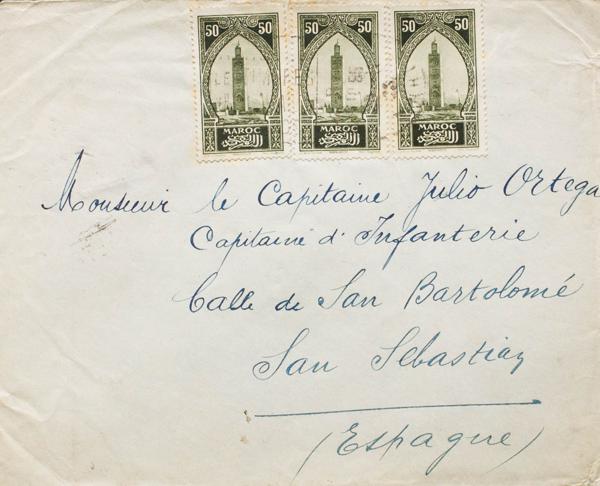 50 50 50 50 50 50
MAROC MAROC MAROC
Monsieur le Capitaine Julio Ortega
Capitaine d'Infanterie
Calle de San Bartolomé
San Sebastian
(Espagne)